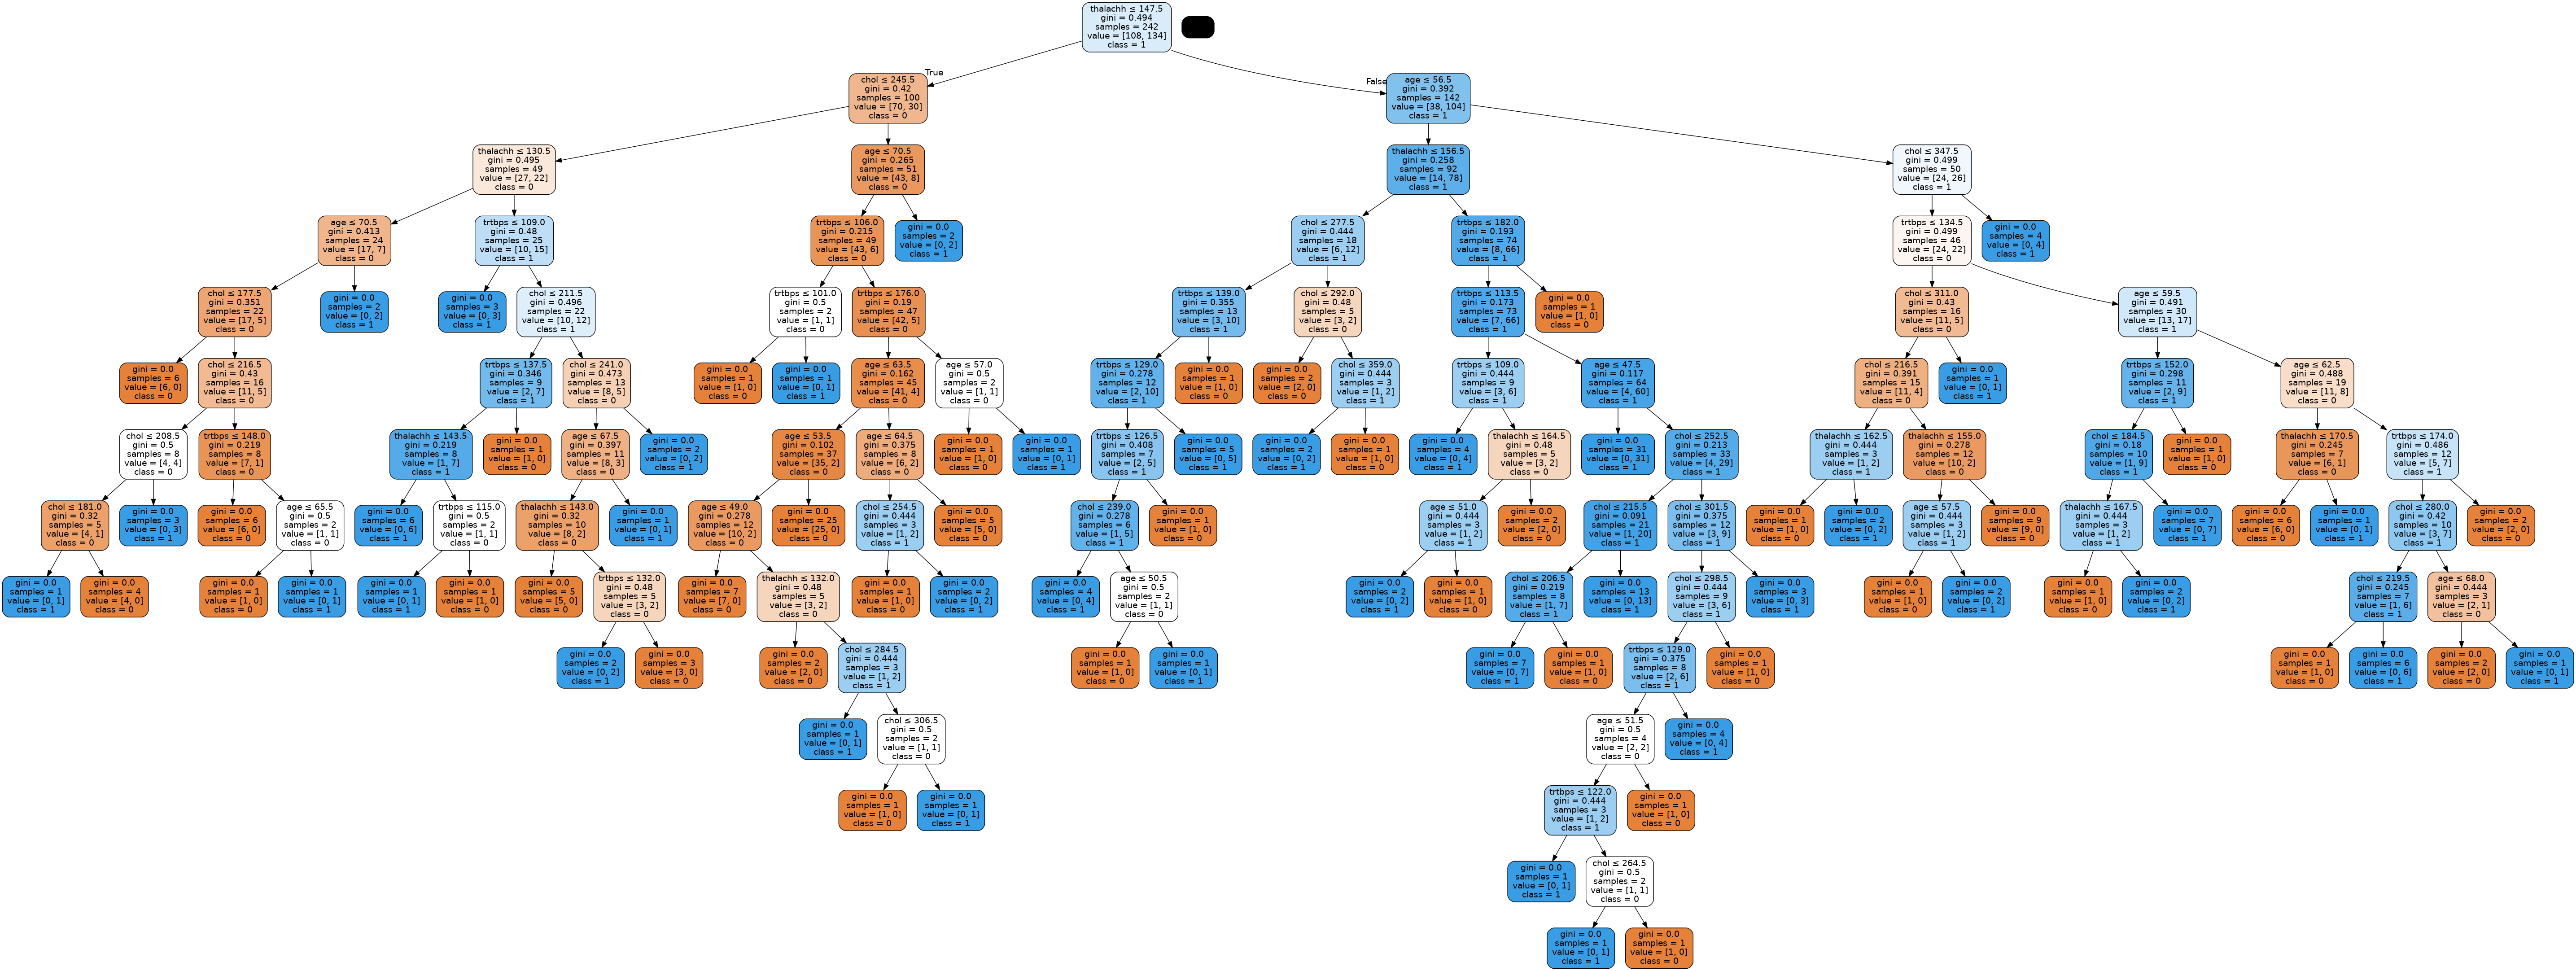 thalachh ≤ 147.5
gini = 0.494
samples = 242
value = [108, 134]
class = 1
True
False
chol ≤ 245.5
gini = 0.42
samples = 100
value = [70, 30]
class = 0
age ≤ 56.5
gini = 0.392
samples = 142
value = [38, 104]
class = 1
thalachh ≤ 130.5
gini = 0.495
samples = 49
value = [27, 22]
class = 0
age ≤ 70.5
gini = 0.265
samples = 51
value = [43, 8]
class = 0
thalachh ≤ 156.5
gini = 0.258
samples = 92
value = [14, 78]
class = 1
chol ≤ 347.5
gini = 0.499
samples = 50
value = [24, 26]
class = 1
age ≤ 70.5
gini = 0.413
samples = 24
value = [17, 7]
class = 0
trtbps ≤ 109.0
gini = 0.48
samples = 25
value = [10, 15]
class = 1
trtbps ≤ 106.0
gini = 0.215
samples = 49
value = [43, 6]
class = 0
gini = 0.0
samples = 2
value = [0, 2]
class = 1
chol ≤ 277.5
gini = 0.444
samples = 18
value = [6, 12]
class = 1
trtbps ≤ 182.0
gini = 0.193
samples = 74
value = [8, 66]
class = 1
trtbps ≤ 134.5
gini = 0.499
samples = 46
value = [24, 22]
class = 0
gini = 0.0
samples = 4
value = [0, 4]
class = 1
chol ≤ 177.5
gini = 0.351
samples = 22
value = [17, 5]
class = 0
gini = 0.0
samples = 2
value = [0, 2]
class = 1
gini = 0.0
samples = 3
value = [0, 3]
class = 1
chol ≤ 211.5
gini = 0.496
samples = 22
value = [10, 12]
class = 1
trtbps ≤ 101.0
gini = 0.5
samples = 2
value = [1, 1]
class = 0
trtbps ≤ 176.0
gini = 0.19
samples = 47
value = [42, 5]
class = 0
trtbps ≤ 139.0
gini = 0.355
samples = 13
value = [3, 10]
class = 1
chol ≤ 292.0
gini = 0.48
samples = 5
value = [3, 2]
class = 0
trtbps ≤ 113.5
gini = 0.173
samples = 73
value = [7, 66]
class = 1
gini = 0.0
samples = 1
value = [1, 0]
class = 0
chol ≤ 311.0
gini = 0.43
samples = 16
value = [11, 5]
class = 0
age ≤ 59.5
gini = 0.491
samples = 30
value = [13, 17]
class = 1
gini = 0.0
samples = 6
value = [6, 0]
class = 0
chol ≤ 216.5
gini = 0.43
samples = 16
value = [11, 5]
class = 0
trtbps ≤ 137.5
gini = 0.346
samples = 9
value = [2, 7]
class = 1
chol ≤ 241.0
gini = 0.473
samples = 13
value = [8, 5]
class = 0
gini = 0.0
samples = 1
value = [1, 0]
class = 0
gini = 0.0
samples = 1
value = [0, 1]
class = 1
age ≤ 63.5
gini = 0.162
samples = 45
value = [41, 4]
class = 0
age ≤ 57.0
gini = 0.5
samples = 2
value = [1, 1]
class = 0
trtbps ≤ 129.0
gini = 0.278
samples = 12
value = [2, 10]
class = 1
gini = 0.0
samples = 1
value = [1, 0]
class = 0
gini = 0.0
samples = 2
value = [2, 0]
class = 0
chol ≤ 359.0
gini = 0.444
samples = 3
value = [1, 2]
class = 1
trtbps ≤ 109.0
gini = 0.444
samples = 9
value = [3, 6]
class = 1
age ≤ 47.5
gini = 0.117
samples = 64
value = [4, 60]
class = 1
chol ≤ 216.5
gini = 0.391
samples = 15
value = [11, 4]
class = 0
gini = 0.0
samples = 1
value = [0, 1]
class = 1
trtbps ≤ 152.0
gini = 0.298
samples = 11
value = [2, 9]
class = 1
age ≤ 62.5
gini = 0.488
samples = 19
value = [11, 8]
class = 0
chol ≤ 208.5
gini = 0.5
samples = 8
value = [4, 4]
class = 0
trtbps ≤ 148.0
gini = 0.219
samples = 8
value = [7, 1]
class = 0
thalachh ≤ 143.5
gini = 0.219
samples = 8
value = [1, 7]
class = 1
gini = 0.0
samples = 1
value = [1, 0]
class = 0
age ≤ 67.5
gini = 0.397
samples = 11
value = [8, 3]
class = 0
gini = 0.0
samples = 2
value = [0, 2]
class = 1
age ≤ 53.5
gini = 0.102
samples = 37
value = [35, 2]
class = 0
age ≤ 64.5
gini = 0.375
samples = 8
value = [6, 2]
class = 0
gini = 0.0
samples = 1
value = [1, 0]
class = 0
gini = 0.0
samples = 1
value = [0, 1]
class = 1
trtbps ≤ 126.5
gini = 0.408
samples = 7
value = [2, 5]
class = 1
gini = 0.0
samples = 5
value = [0, 5]
class = 1
gini = 0.0
samples = 2
value = [0, 2]
class = 1
gini = 0.0
samples = 1
value = [1, 0]
class = 0
gini = 0.0
samples = 4
value = [0, 4]
class = 1
thalachh ≤ 164.5
gini = 0.48
samples = 5
value = [3, 2]
class = 0
gini = 0.0
samples = 31
value = [0, 31]
class = 1
chol ≤ 252.5
gini = 0.213
samples = 33
value = [4, 29]
class = 1
thalachh ≤ 162.5
gini = 0.444
samples = 3
value = [1, 2]
class = 1
thalachh ≤ 155.0
gini = 0.278
samples = 12
value = [10, 2]
class = 0
chol ≤ 184.5
gini = 0.18
samples = 10
value = [1, 9]
class = 1
gini = 0.0
samples = 1
value = [1, 0]
class = 0
thalachh ≤ 170.5
gini = 0.245
samples = 7
value = [6, 1]
class = 0
trtbps ≤ 174.0
gini = 0.486
samples = 12
value = [5, 7]
class = 1
chol ≤ 181.0
gini = 0.32
samples = 5
value = [4, 1]
class = 0
gini = 0.0
samples = 3
value = [0, 3]
class = 1
gini = 0.0
samples = 6
value = [6, 0]
class = 0
age ≤ 65.5
gini = 0.5
samples = 2
value = [1, 1]
class = 0
gini = 0.0
samples = 6
value = [0, 6]
class = 1
trtbps ≤ 115.0
gini = 0.5
samples = 2
value = [1, 1]
class = 0
thalachh ≤ 143.0
gini = 0.32
samples = 10
value = [8, 2]
class = 0
gini = 0.0
samples = 1
value = [0, 1]
class = 1
age ≤ 49.0
gini = 0.278
samples = 12
value = [10, 2]
class = 0
gini = 0.0
samples = 25
value = [25, 0]
class = 0
chol ≤ 254.5
gini = 0.444
samples = 3
value = [1, 2]
class = 1
gini = 0.0
samples = 5
value = [5, 0]
class = 0
chol ≤ 239.0
gini = 0.278
samples = 6
value = [1, 5]
class = 1
gini = 0.0
samples = 1
value = [1, 0]
class = 0
age ≤ 51.0
gini = 0.444
samples = 3
value = [1, 2]
class = 1
gini = 0.0
samples = 2
value = [2, 0]
class = 0
chol ≤ 215.5
gini = 0.091
samples = 21
value = [1, 20]
class = 1
chol ≤ 301.5
gini = 0.375
samples = 12
value = [3, 9]
class = 1
gini = 0.0
samples = 1
value = [1, 0]
class = 0
gini = 0.0
samples = 2
value = [0, 2]
class = 1
age ≤ 57.5
gini = 0.444
samples = 3
value = [1, 2]
class = 1
gini = 0.0
samples = 9
value = [9, 0]
class = 0
thalachh ≤ 167.5
gini = 0.444
samples = 3
value = [1, 2]
class = 1
gini = 0.0
samples = 7
value = [0, 7]
class = 1
gini = 0.0
samples = 6
value = [6, 0]
class = 0
gini = 0.0
samples = 1
value = [0, 1]
class = 1
chol ≤ 280.0
gini = 0.42
samples = 10
value = [3, 7]
class = 1
gini = 0.0
samples = 2
value = [2, 0]
class = 0
gini = 0.0
samples = 1
value = [0, 1]
class = 1
gini = 0.0
samples = 4
value = [4, 0]
class = 0
gini = 0.0
samples = 1
value = [1, 0]
class = 0
gini = 0.0
samples = 1
value = [0, 1]
class = 1
gini = 0.0
samples = 1
value = [0, 1]
class = 1
gini = 0.0
samples = 1
value = [1, 0]
class = 0
gini = 0.0
samples = 5
value = [5, 0]
class = 0
trtbps ≤ 132.0
gini = 0.48
samples = 5
value = [3, 2]
class = 0
gini = 0.0
samples = 7
value = [7, 0]
class = 0
thalachh ≤ 132.0
gini = 0.48
samples = 5
value = [3, 2]
class = 0
gini = 0.0
samples = 1
value = [1, 0]
class = 0
gini = 0.0
samples = 2
value = [0, 2]
class = 1
gini = 0.0
samples = 4
value = [0, 4]
class = 1
age ≤ 50.5
gini = 0.5
samples = 2
value = [1, 1]
class = 0
gini = 0.0
samples = 2
value = [0, 2]
class = 1
gini = 0.0
samples = 1
value = [1, 0]
class = 0
chol ≤ 206.5
gini = 0.219
samples = 8
value = [1, 7]
class = 1
gini = 0.0
samples = 13
value = [0, 13]
class = 1
chol ≤ 298.5
gini = 0.444
samples = 9
value = [3, 6]
class = 1
gini = 0.0
samples = 3
value = [0, 3]
class = 1
gini = 0.0
samples = 1
value = [1, 0]
class = 0
gini = 0.0
samples = 2
value = [0, 2]
class = 1
gini = 0.0
samples = 1
value = [1, 0]
class = 0
gini = 0.0
samples = 2
value = [0, 2]
class = 1
chol ≤ 219.5
gini = 0.245
samples = 7
value = [1, 6]
class = 1
age ≤ 68.0
gini = 0.444
samples = 3
value = [2, 1]
class = 0
gini = 0.0
samples = 2
value = [0, 2]
class = 1
gini = 0.0
samples = 3
value = [3, 0]
class = 0
gini = 0.0
samples = 2
value = [2, 0]
class = 0
chol ≤ 284.5
gini = 0.444
samples = 3
value = [1, 2]
class = 1
gini = 0.0
samples = 1
value = [1, 0]
class = 0
gini = 0.0
samples = 1
value = [0, 1]
class = 1
gini = 0.0
samples = 7
value = [0, 7]
class = 1
gini = 0.0
samples = 1
value = [1, 0]
class = 0
trtbps ≤ 129.0
gini = 0.375
samples = 8
value = [2, 6]
class = 1
gini = 0.0
samples = 1
value = [1, 0]
class = 0
gini = 0.0
samples = 1
value = [1, 0]
class = 0
gini = 0.0
samples = 6
value = [0, 6]
class = 1
gini = 0.0
samples = 2
value = [2, 0]
class = 0
gini = 0.0
samples = 1
value = [0, 1]
class = 1
gini = 0.0
samples = 1
value = [0, 1]
class = 1
chol ≤ 306.5
gini = 0.5
samples = 2
value = [1, 1]
class = 0
age ≤ 51.5
gini = 0.5
samples = 4
value = [2, 2]
class = 0
gini = 0.0
samples = 4
value = [0, 4]
class = 1
gini = 0.0
samples = 1
value = [1, 0]
class = 0
gini = 0.0
samples = 1
value = [0, 1]
class = 1
trtbps ≤ 122.0
gini = 0.444
samples = 3
value = [1, 2]
class = 1
gini = 0.0
samples = 1
value = [1, 0]
class = 0
gini = 0.0
samples = 1
value = [0, 1]
class = 1
chol ≤ 264.5
gini = 0.5
samples = 2
value = [1, 1]
class = 0
gini = 0.0
samples = 1
value = [0, 1]
class = 1
gini = 0.0
samples = 1
value = [1, 0]
class = 0